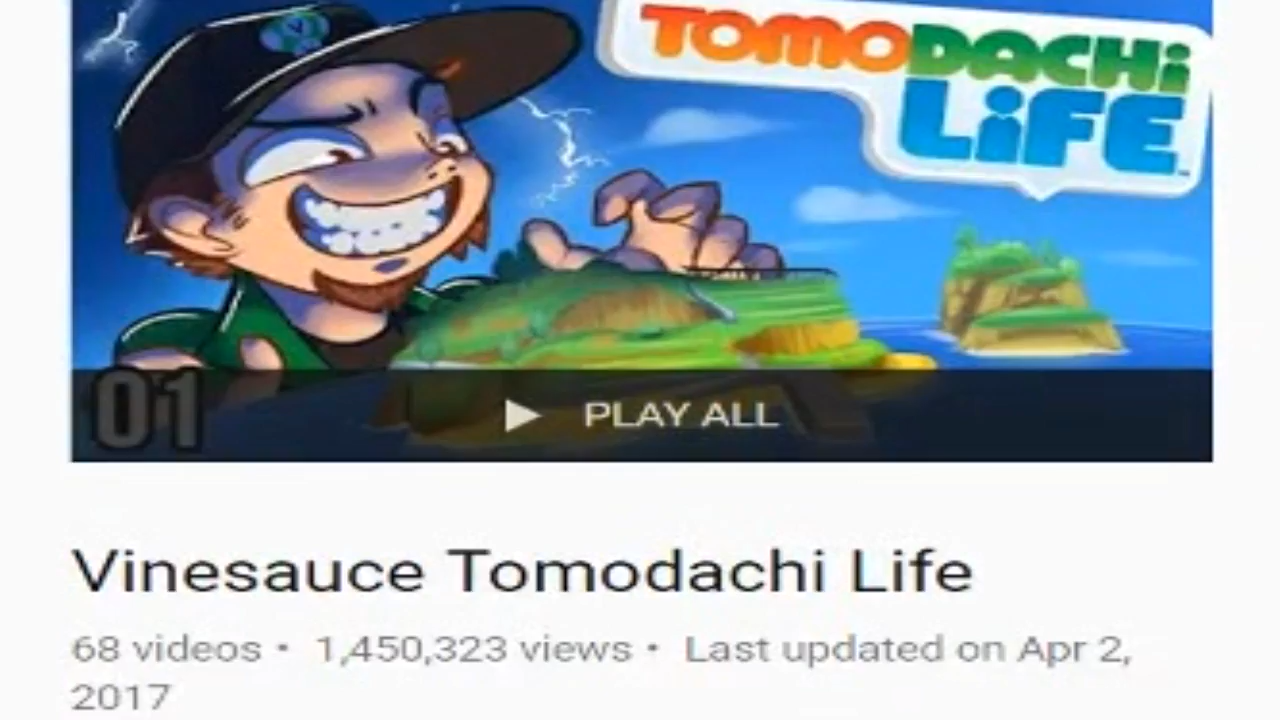 TOMODACHi
LiFE
01
PLAY ALL
Vinesauce Tomodachi Life
68 videos • 1,450,323 views • Last updated on Apr 2,
2017